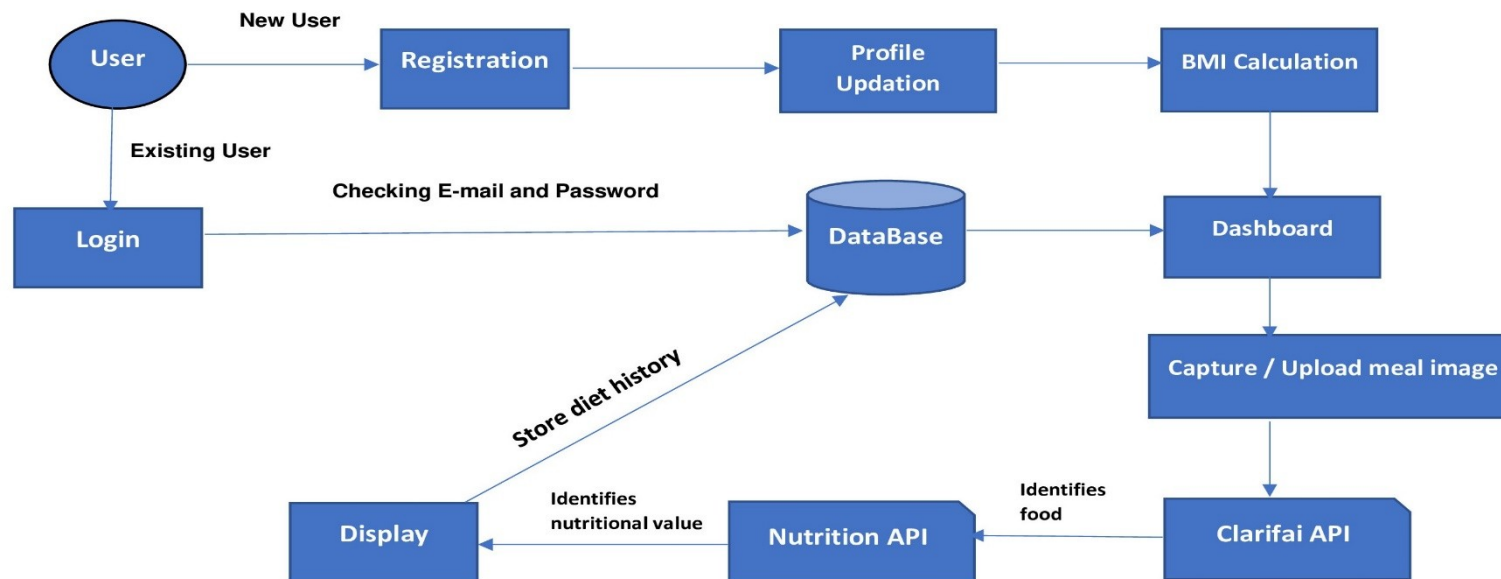 New User
User
Registration
Profile
Updation
BMI Calculation
Existing User
Checking E-mail and Password
Login
DataBase
Dashboard
Capture / Upload meal image
Store diet history
Identifies
nutritional value
Identifies
food
Display
Nutrition API
Clarifai API